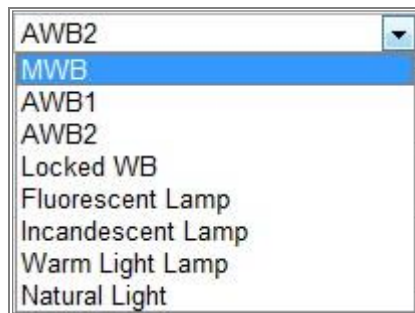 AWB2
MWB
AWB1
AWB2
Locked WB
Fluorescent Lamp
Incandescent Lamp
Warm Light Lamp
Natural Light